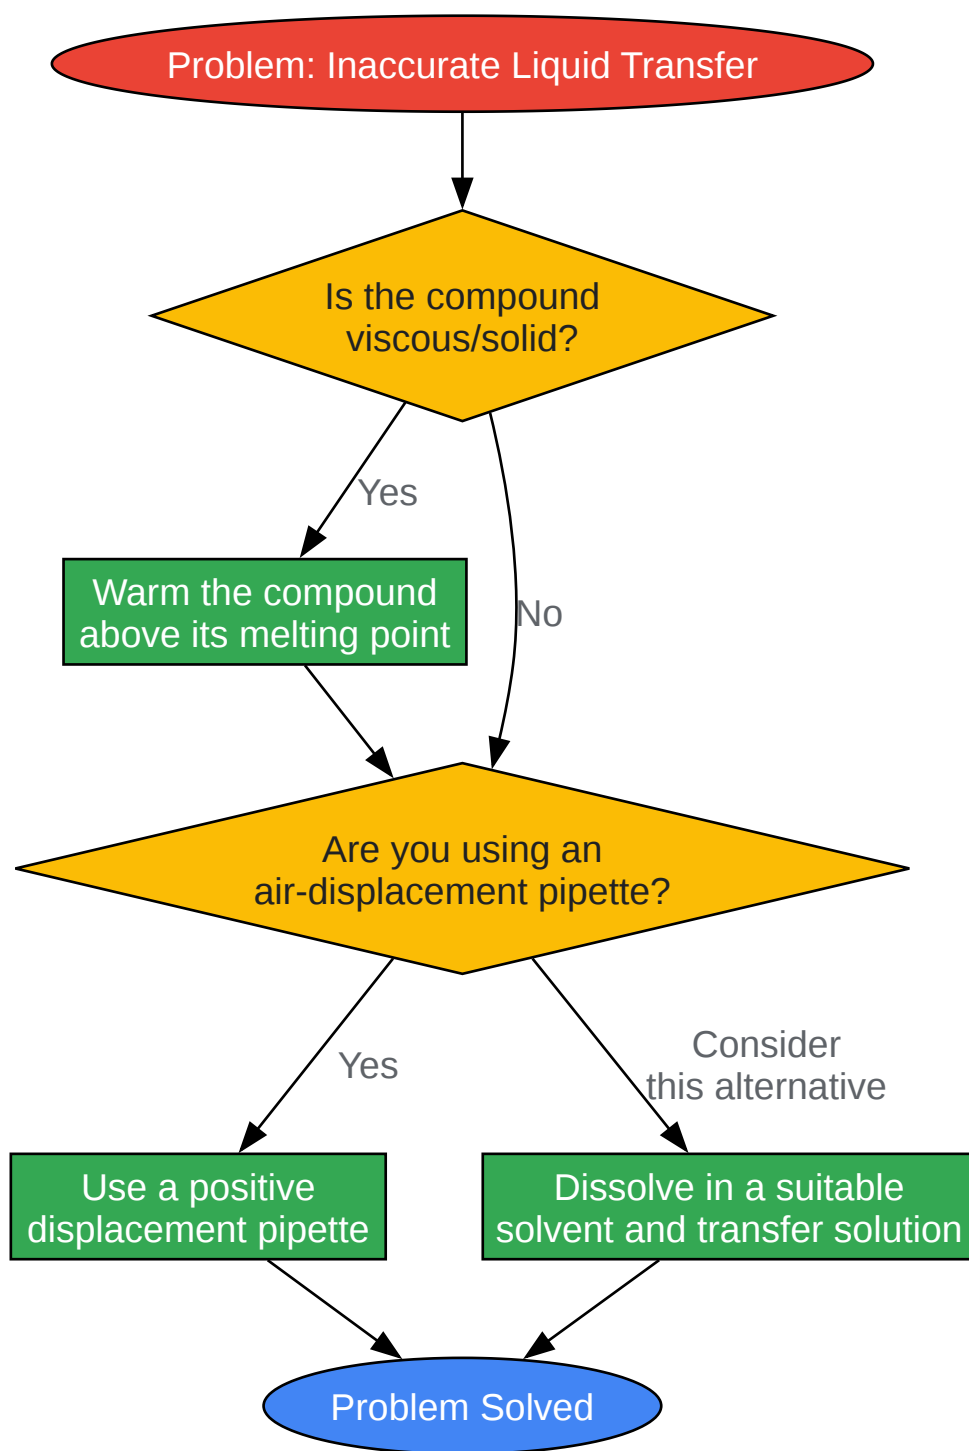 Problem: Inaccurate Liquid Transfer
Is the compound
viscous/solid?
Yes
No
Warm the compound
above its melting point
Are you using an
air-displacement pipette?
Yes
Consider
this alternative
Use a positive
displacement pipette
Dissolve in a suitable
solvent and transfer solution
Problem Solved